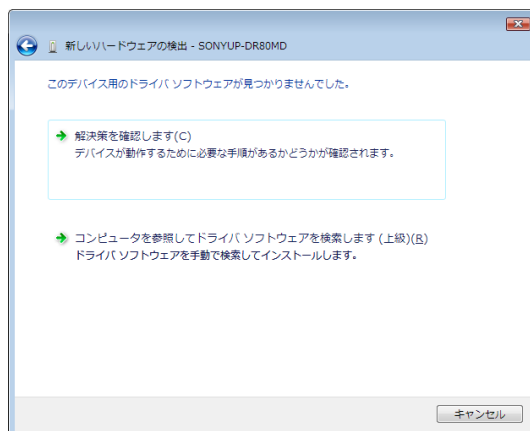 新しいハードウェアの検出 - SONYUP-DR80MD
このデバイス用のドライバ ソフトウェアが見つかりませんでした。
解決策を確認します(C)
デバイスが動作するために必要な手順があるかどうかが確認されます。
コンピュータを参照してドライバ ソフトウェアを検索します (上級)(R)
ドライバ ソフトウェアを手動で検索してインストールします。
キャンセル